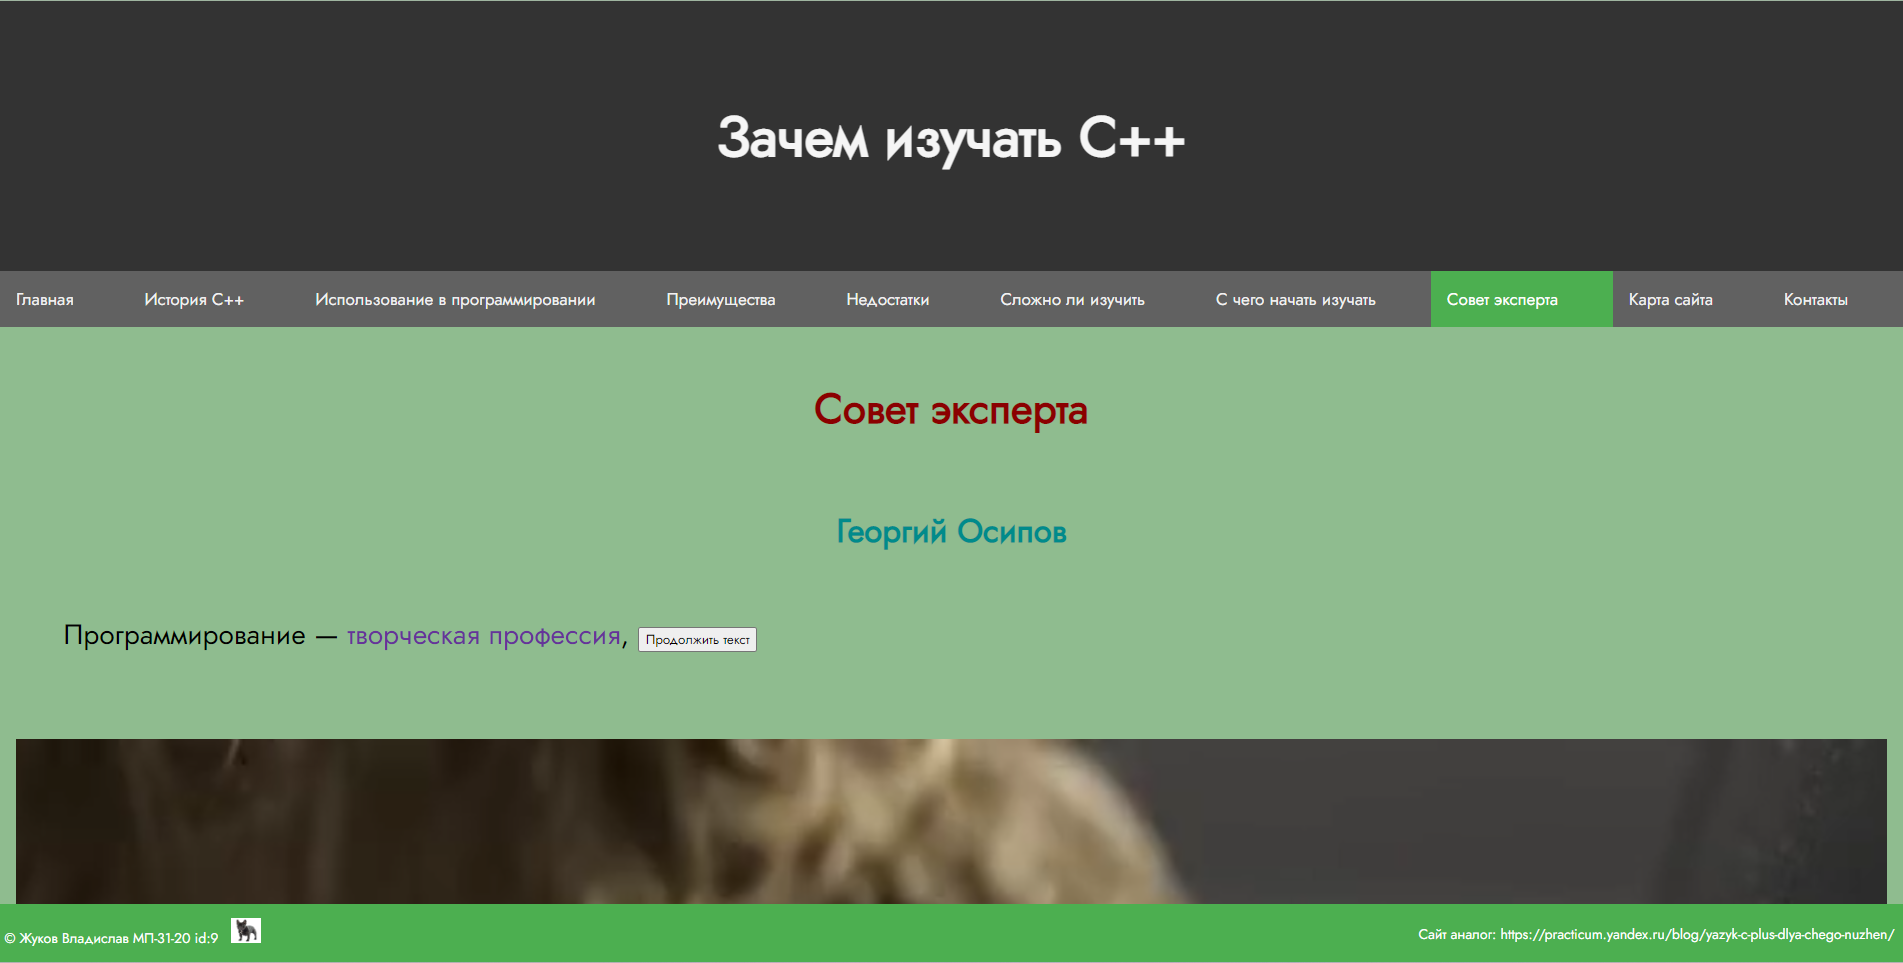 Зачем изучать C++
Главная История C++ Использование в программировании Преимущества Недостатки Сложно ли изучить С чего начать изучать Совет эксперта Карта сайта Контакты
Совет эксперта
Георгий Осипов
Программирование — творческая профессия, Продолжить текст
© Жуков Владислав МП-31-20 id:9 Сайт аналог: https://practicum.yandex.ru/blog/yazyk-c-plus-dlya-chego-nuzhen/